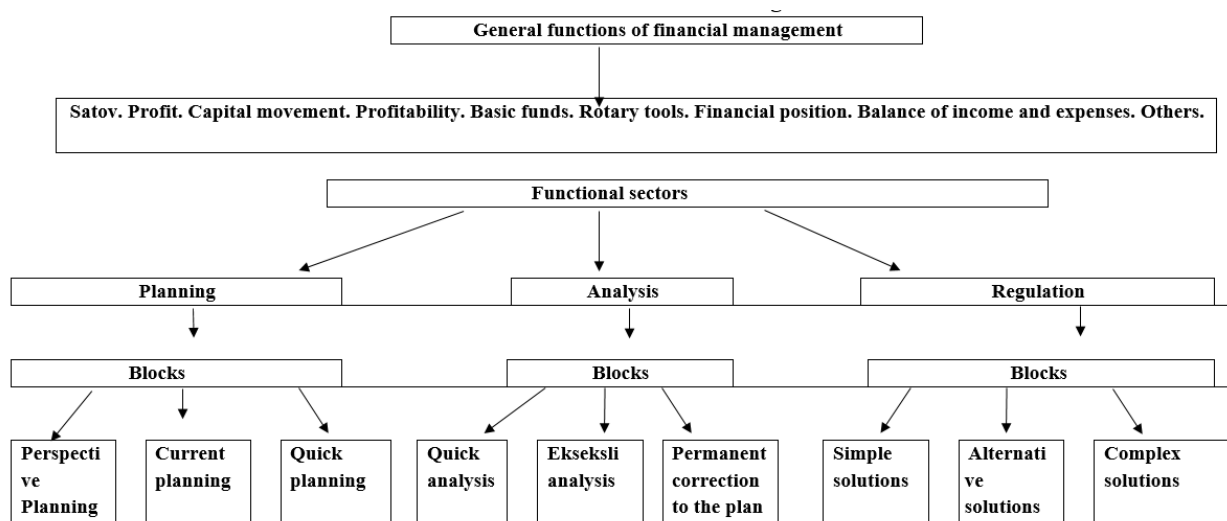 General functions of financial management
Satov. Profit. Capital movement. Profitability. Basic funds. Rotary tools. Financial position. Balance of income and expenses. Others.
Functional sectors
Planning
Analysis
Regulation
Blocks
Blocks
Blocks
Perspecti
ve
Planning
Current
planning
Quick
planning
Quick
analysis
Ekseksli
analysis
Permanent
correction
to the plan
Simple
solutions
Alternati
ve
solutions
Complex
solutions